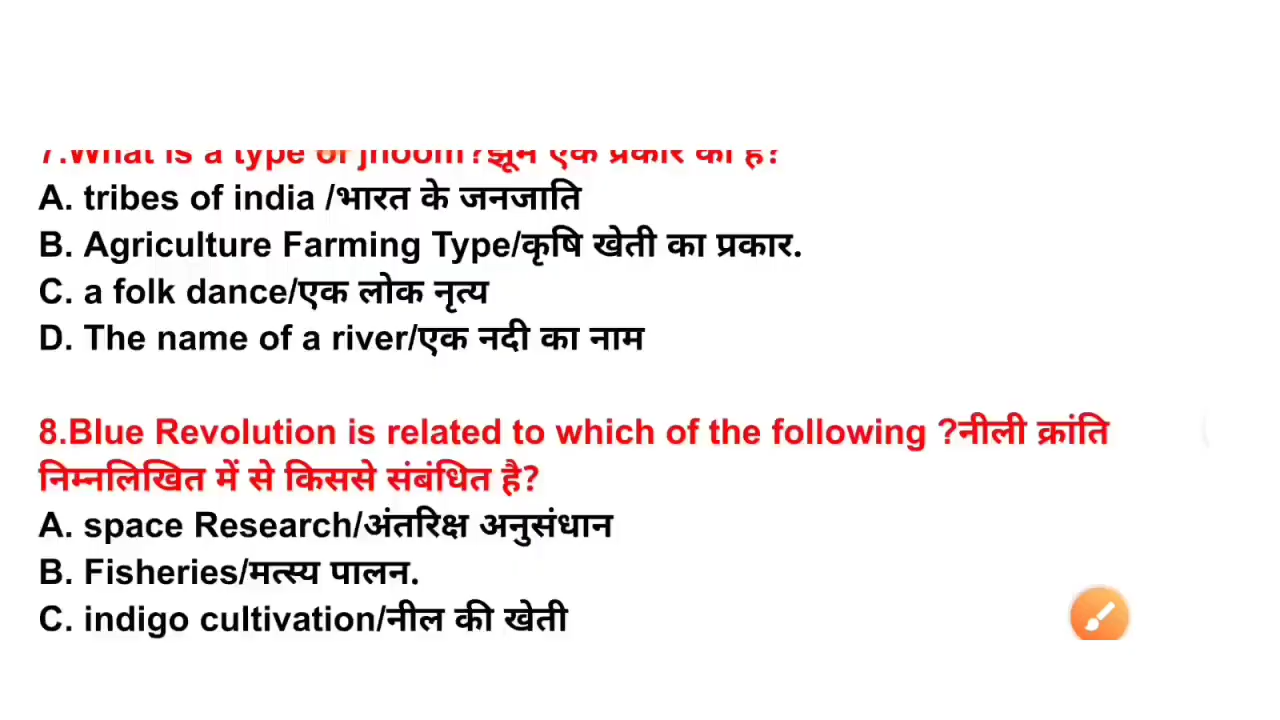 7.What is a type of jhoom?झूम एक प्रकार का है?
A. tribes of india /भारत के जनजाति
B. Agriculture Farming Type/कृषि खेती का प्रकार.
C. a folk dance/एक लोक नृत्य
D. The name of a river/एक नदी का नाम
8.Blue Revolution is related to which of the following ?नीली क्रांति
निम्नलिखित में से किससे संबंधित है?
A. space Research/अंतरिक्ष अनुसंधान
B. Fisheries/मत्स्य पालन.
C. indigo cultivation/नील की खेती